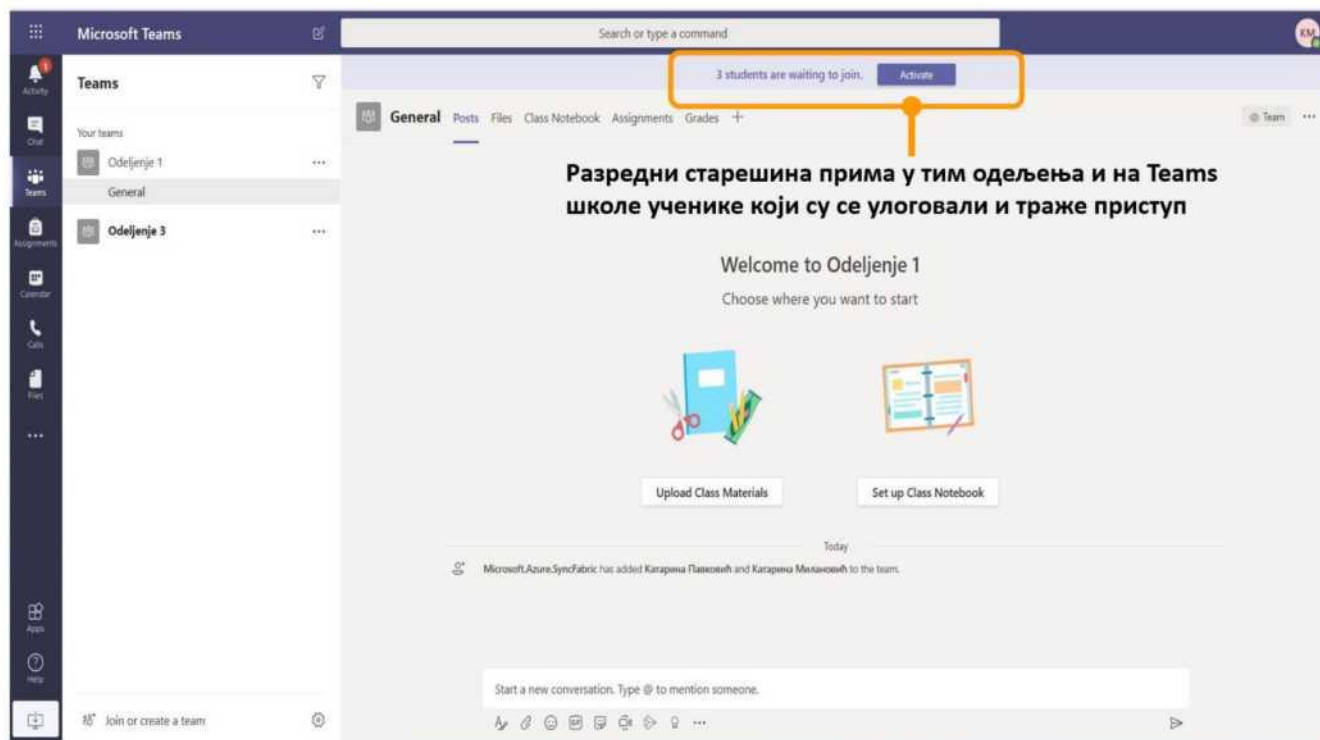 Microsoft Teams
Search or type a command
KM
1
Activity
Chat
Teams
Assignments
Calendar
Calls
Files
Apps
Help
Teams
Your teams
Odeljenje 1
General
Odeljenje 3
Join or create a team
3 students are waiting to join. Activate
General Posts Files Class Notebook Assignments Grades +
Team
Разредни старешина прима у тим одељења и на Teams
школе ученике који су се улоговали и траже приступ
Welcome to Odeljenje 1
Choose where you want to start
Upload Class Materials
Set up Class Notebook
Today
Microsoft.Azure.SyncFabric has added Катарина Павковић and Катарина Милановић to the team.
Start a new conversation. Type @ to mention someone.
GIF